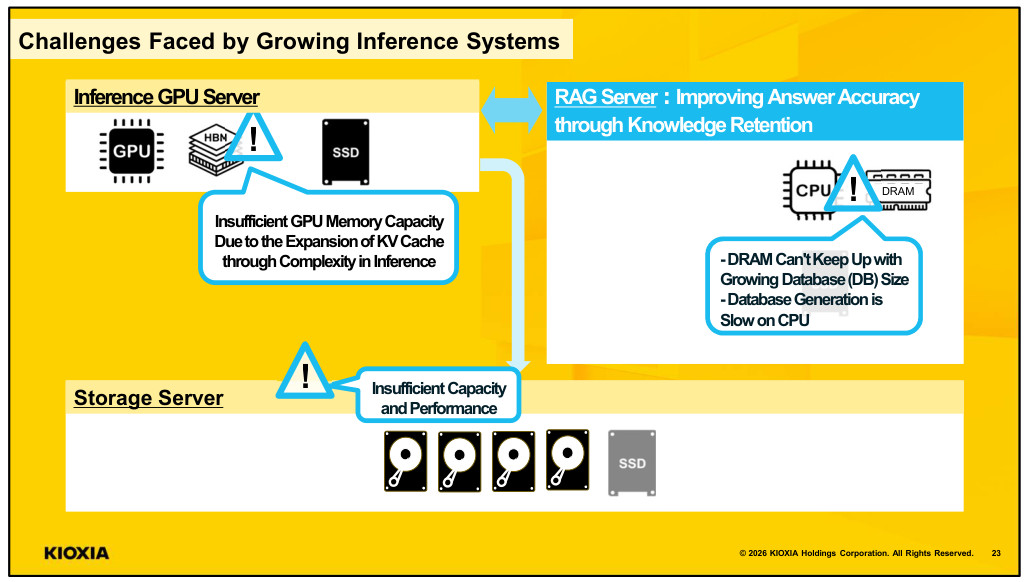 Challenges Faced by Growing Inference Systems
Inference GPU Server
GPU
HBN
!
SSD
Insufficient GPU Memory Capacity
Due to the Expansion of KV Cache
through Complexity in Inference
RAG Server：Improving Answer Accuracy
through Knowledge Retention
CPU
!
DRAM
- DRAM Can't Keep Up with
Growing Database (DB) Size
- Database Generation is
Slow on CPU
!
Insufficient Capacity
and Performance
Storage Server
SSD
KIOXIA
© 2026 KIOXIA Holdings Corporation. All Rights Reserved.
23